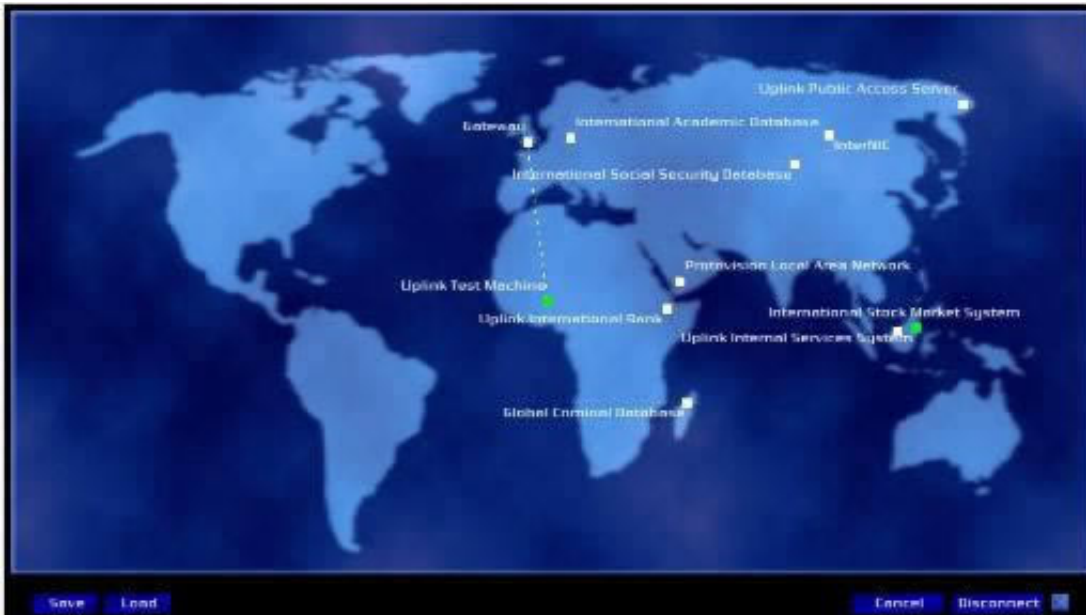 Uplink Public Access Server
Gateway
International Academic Database
InterNIC
International Social Security Database
Protovision Local Area Network
Uplink Test Machine
Uplink International Bank
International Stock Market System
Uplink Internal Services System
Global Criminal Database
Save
Load
Cancel
Disconnect